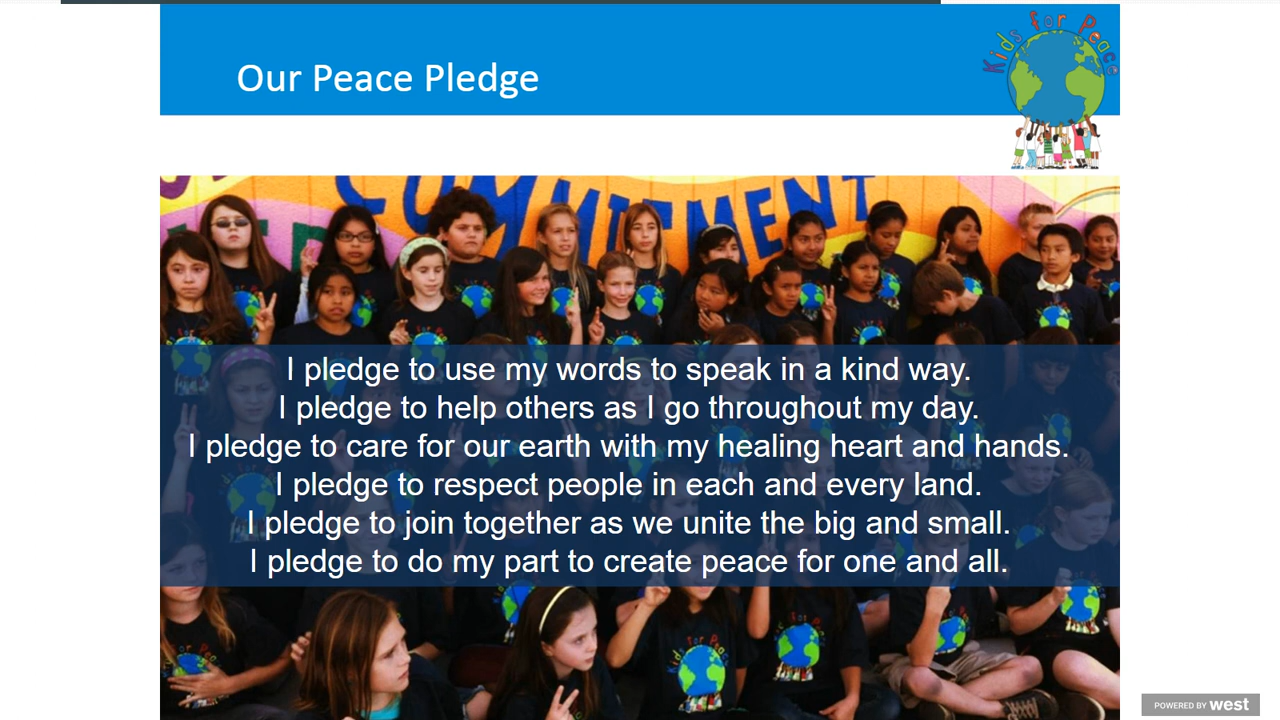 Our Peace Pledge
Kids for Peace
COMMITMENT
I pledge to use my words to speak in a kind way.
I pledge to help others as I go throughout my day.
I pledge to care for our earth with my healing heart and hands.
I pledge to respect people in each and every land.
I pledge to join together as we unite the big and small.
I pledge to do my part to create peace for one and all.
Kids for Peace
POWERED BY west